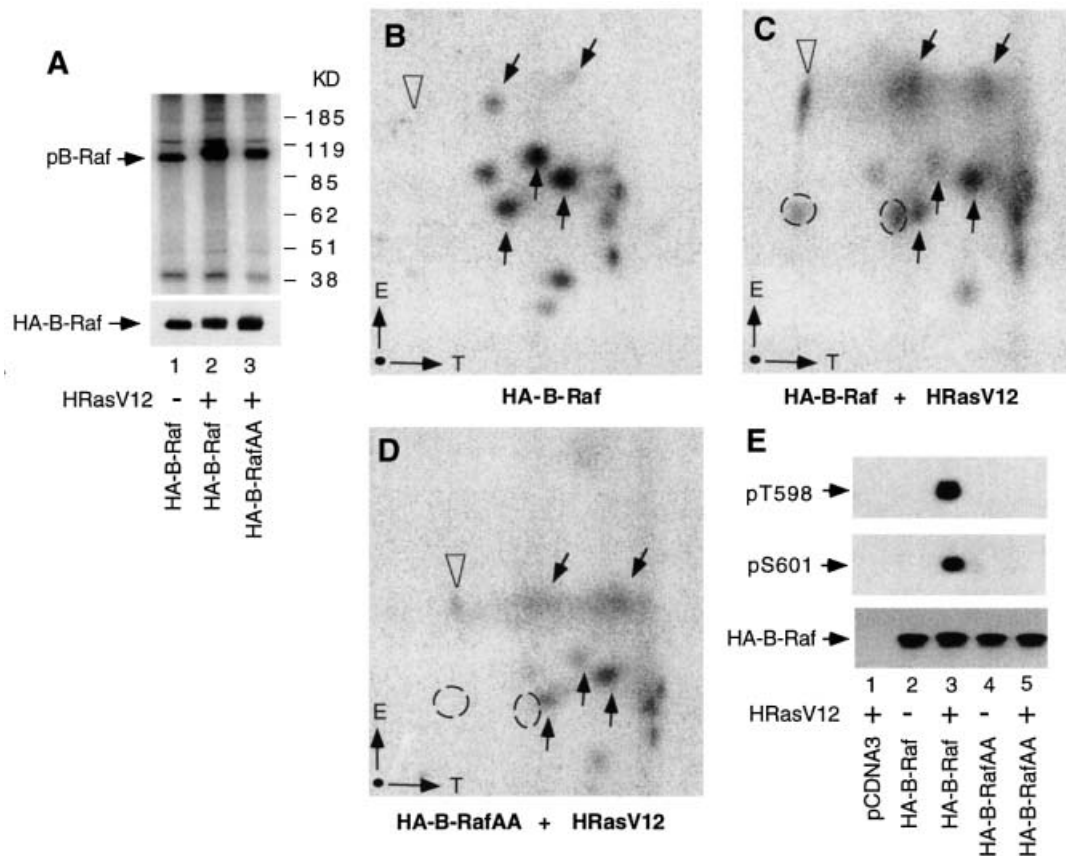 A
KD
185
119
85
62
51
38
pB-Raf
HA-B-Raf
1 2 3
HRasV12 - + +
HA-B-Raf
HA-B-Raf
HA-B-RafAA
B
E
T
HA-B-Raf
C
E
T
HA-B-Raf + HRasV12
D
E
T
HA-B-RafAA + HRasV12
E
pT598
pS601
HA-B-Raf
1 2 3 4 5
HRasV12 + - + - +
pCDNA3
HA-B-Raf
HA-B-Raf
HA-B-RafAA
HA-B-RafAA